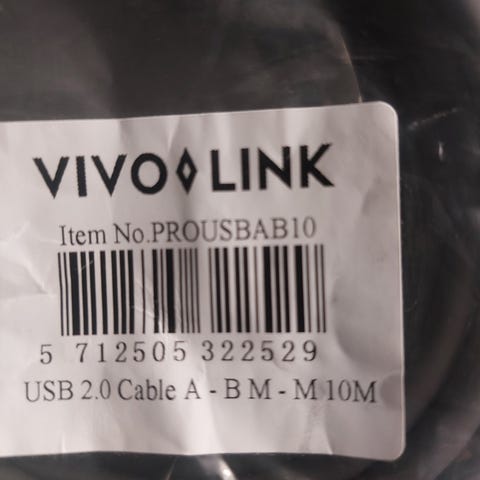 VIVO◊LINK
Item No.PROUSBAB10
5 712505 322529
USB 2.0 Cable A - B M - M 10M